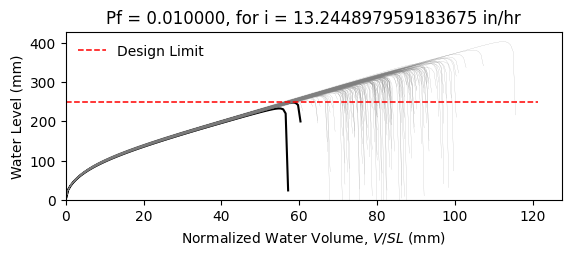 Pf = 0.010000, for i = 13.244897959183675 in/hr
Water Level (mm)
400
300
200
100
0
Design Limit
0 20 40 60 80 100 120
Normalized Water Volume, V/SL (mm)